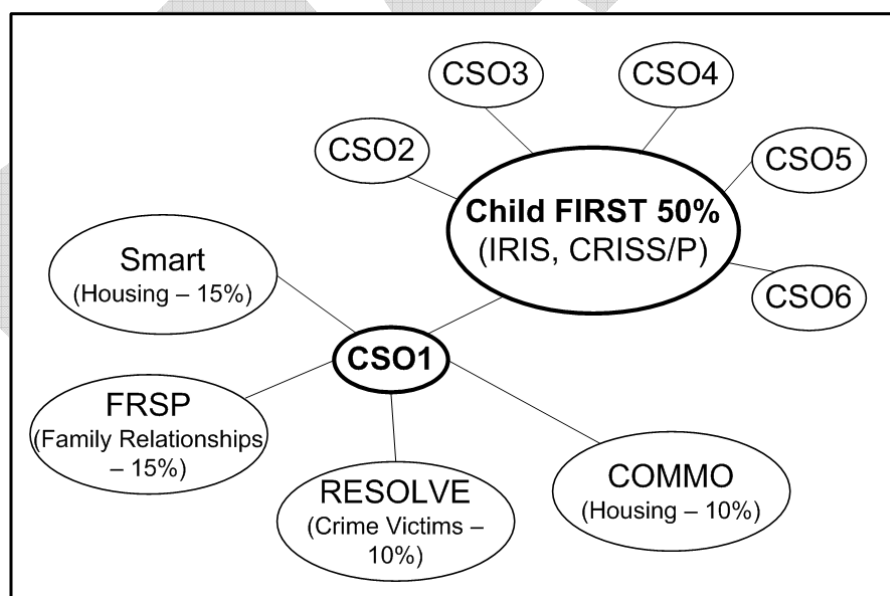 CSO3
CSO4
CSO2
CSO5
Child FIRST 50%
(IRIS, CRISS/P)
Smart
(Housing – 15%)
CSO6
CSO1
FRSP
(Family Relationships
– 15%)
RESOLVE
(Crime Victims –
10%)
COMMO
(Housing – 10%)